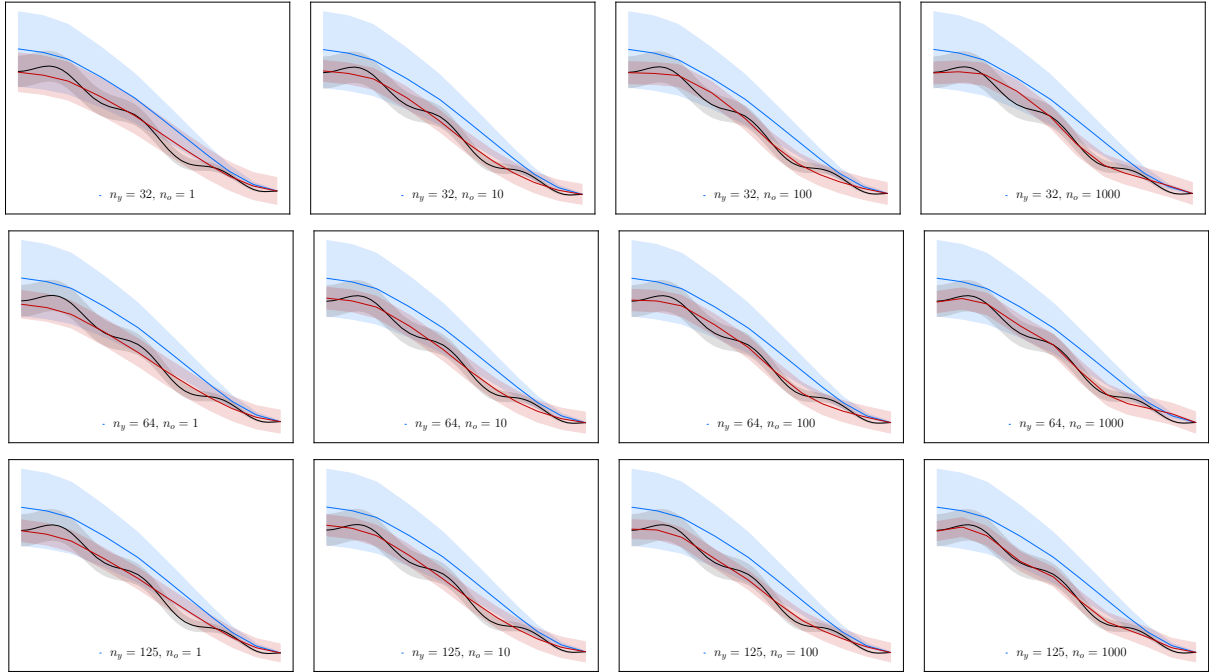 n_y = 32, n_o = 1
n_y = 32, n_o = 10
n_y = 32, n_o = 100
n_y = 32, n_o = 1000
n_y = 64, n_o = 1
n_y = 64, n_o = 10
n_y = 64, n_o = 100
n_y = 64, n_o = 1000
n_y = 125, n_o = 1
n_y = 125, n_o = 10
n_y = 125, n_o = 100
n_y = 125, n_o = 1000